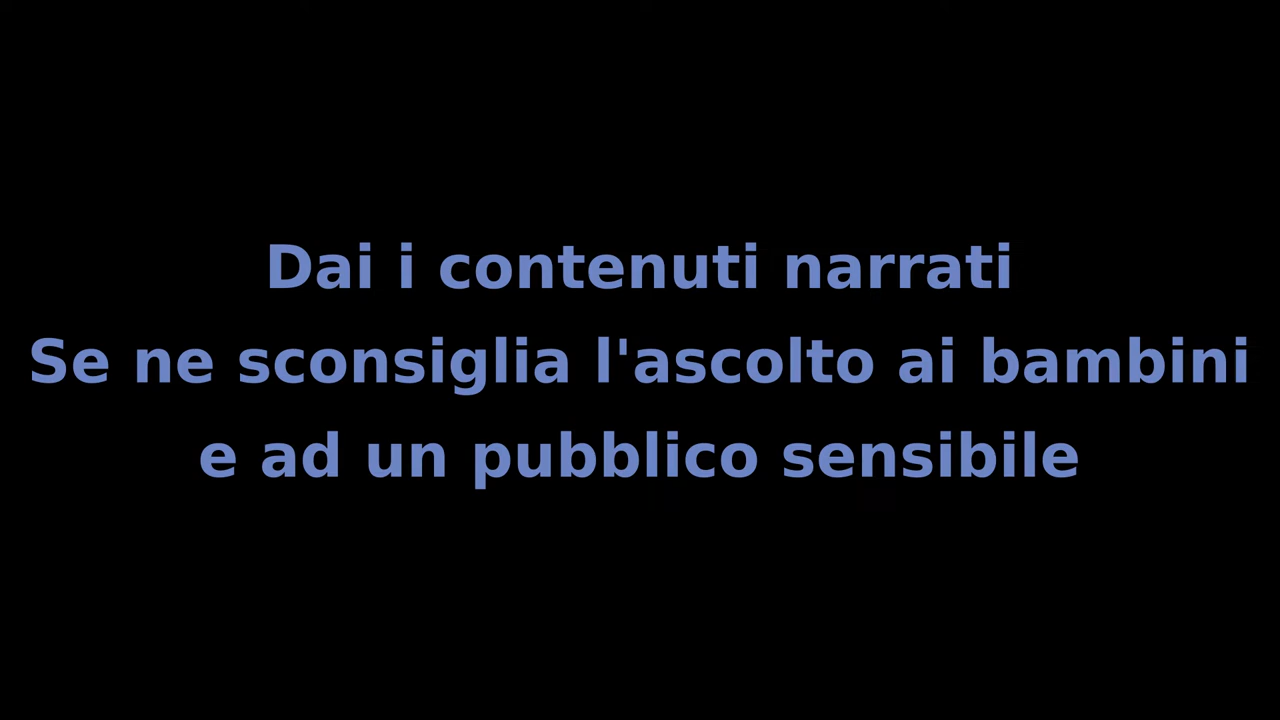 Dai i contenuti narrati
Se ne sconsiglia l'ascolto ai bambini
e ad un pubblico sensibile